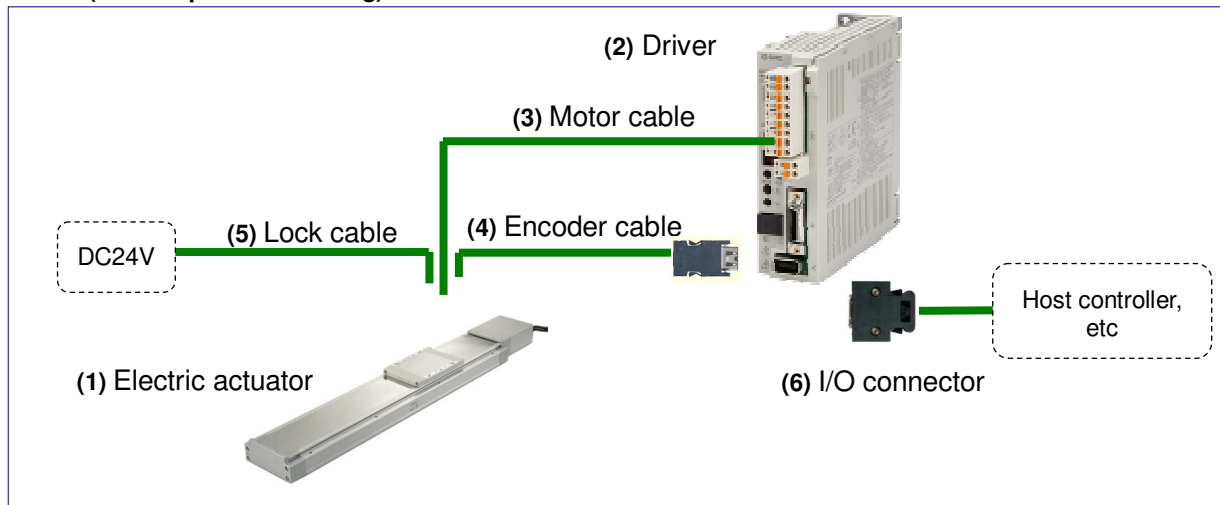 (2) Driver
(3) Motor cable
(5) Lock cable
(4) Encoder cable
DC24V
Host controller,
etc
(1) Electric actuator
(6) I/O connector